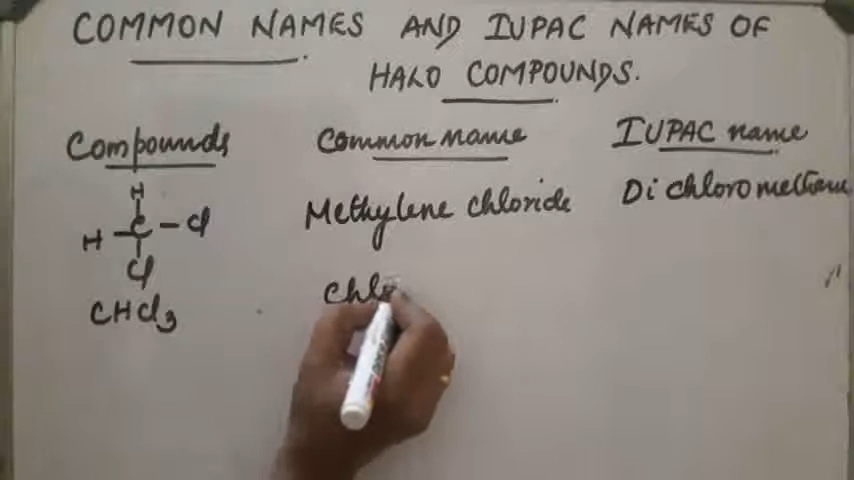 COMMON NAMES AND IUPAC NAMES OF
HALO COMPOUNDS.
Compounds Common name IUPAC name
H
H - C - Cl Methylene chloride Dichloromethane
Cl
CHCl3 Chlo